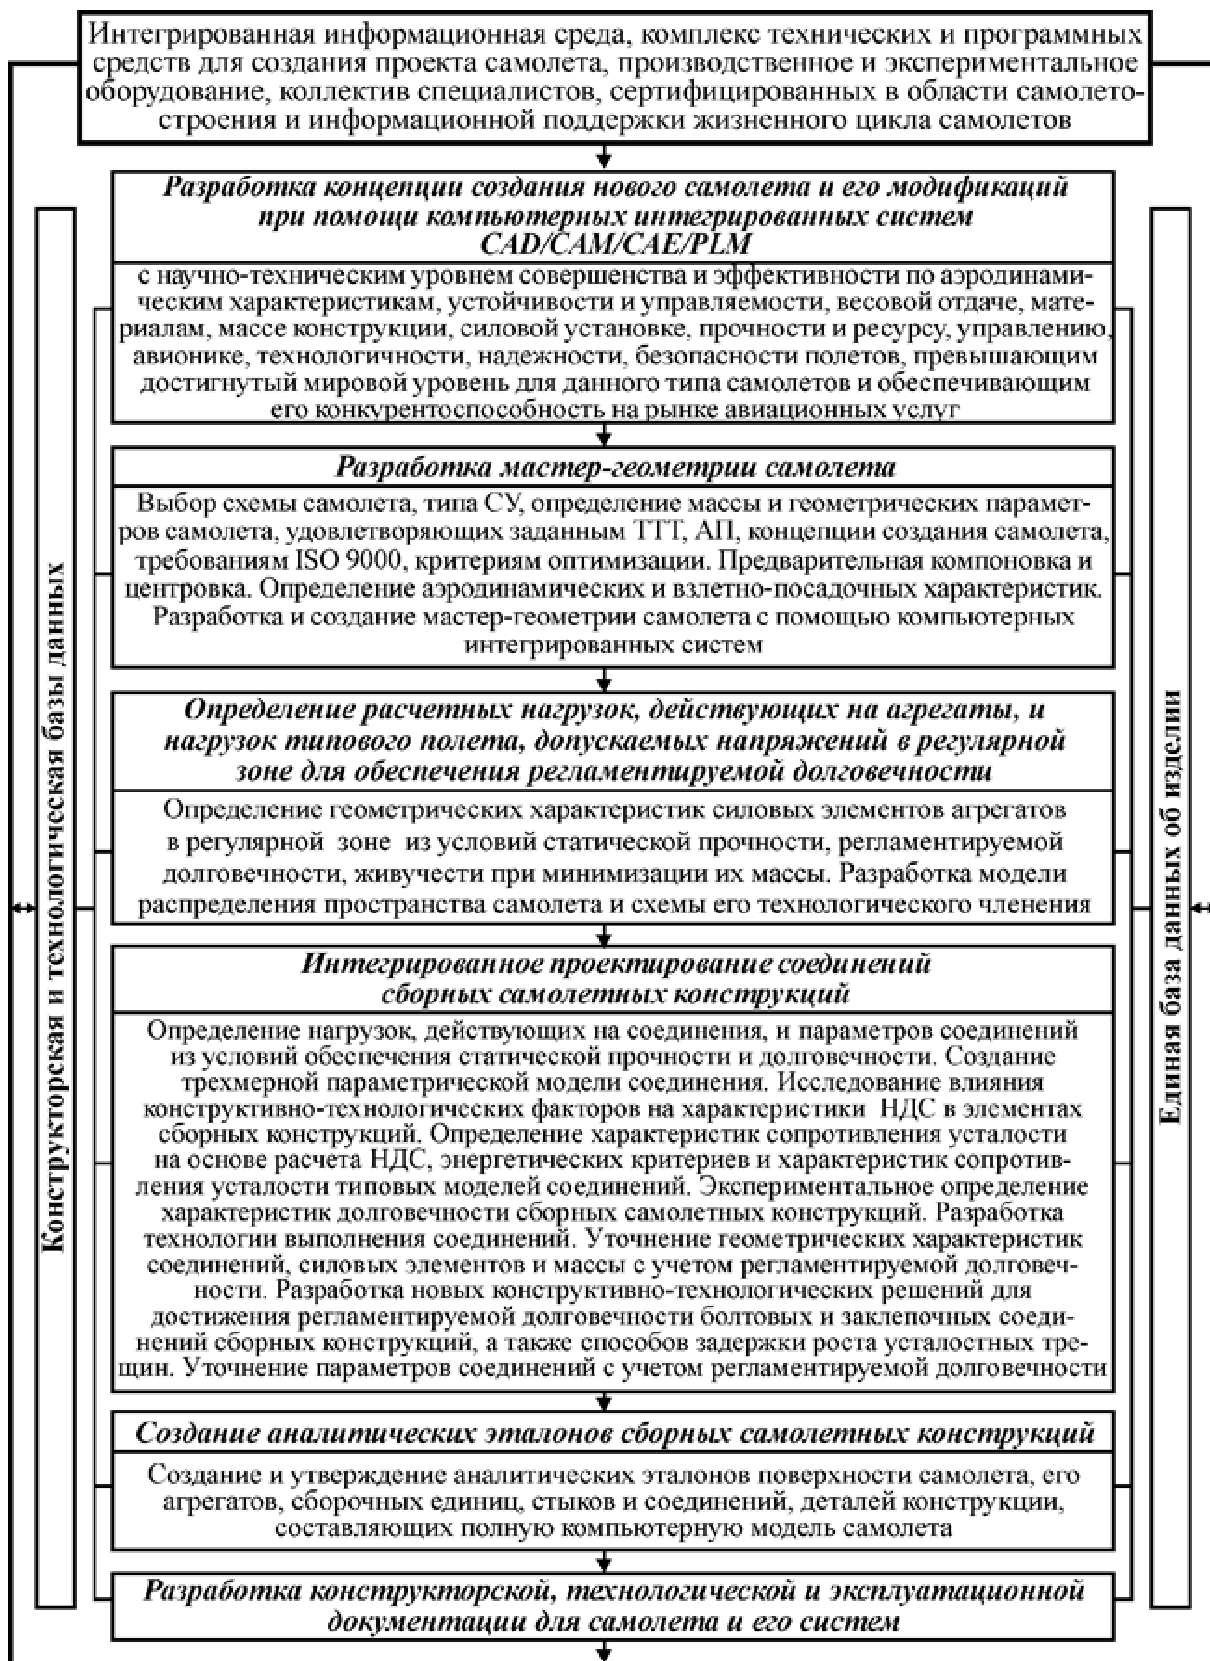 Интегрированная информационная среда, комплекс технических и программных
средств для создания проекта самолета, производственное и экспериментальное
оборудование, коллектив специалистов, сертифицированных в области самолето-
строения и информационной поддержки жизненного цикла самолетов
Разработка концепции создания нового самолета и его модификаций
при помощи компьютерных интегрированных систем
CAD/CAM/CAE/PLM
с научно-техническим уровнем совершенства и эффективности по аэродинами-
ческим характеристикам, устойчивости и управляемости, весовой отдаче, мате-
риалам, массе конструкции, силовой установке, прочности и ресурсу, управлению,
авионике, технологичности, надежности, безопасности полетов, превышающим
достигнутый мировой уровень для данного типа самолетов и обеспечивающим
его конкурентоспособность на рынке авиационных услуг
Разработка мастер-геометрии самолета
Выбор схемы самолета, типа СУ, определение массы и геометрических парамет-
ров самолета, удовлетворяющих заданным ТТТ, АП, концепции создания самолета,
требованиям ISO 9000, критериям оптимизации. Предварительная компоновка и
центровка. Определение аэродинамических и взлетно-посадочных характеристик.
Разработка и создание мастер-геометрии самолета с помощью компьютерных
интегрированных систем
Определение расчетных нагрузок, действующих на агрегаты, и
нагрузок типового полета, допускаемых напряжений в регулярной
зоне для обеспечения регламентируемой долговечности
Определение геометрических характеристик силовых элементов агрегатов
в регулярной зоне из условий статической прочности, регламентируемой
долговечности, живучести при минимизации их массы. Разработка модели
распределения пространства самолета и схемы его технологического членения
Интегрированное проектирование соединений
сборных самолетных конструкций
Определение нагрузок, действующих на соединения, и параметров соединений
из условий обеспечения статической прочности и долговечности. Создание
трехмерной параметрической модели соединения. Исследование влияния
конструктивно-технологических факторов на характеристики НДС в элементах
сборных конструкций. Определение характеристик сопротивления усталости
на основе расчета НДС, энергетических критериев и характеристик сопротив-
ления усталости типовых моделей соединений. Экспериментальное определение
характеристик долговечности сборных самолетных конструкций. Разработка
технологии выполнения соединений. Уточнение геометрических характеристик
соединений, силовых элементов и массы с учетом регламентируемой долговеч-
ности. Разработка новых конструктивно-технологических решений для
достижения регламентируемой долговечности болтовых и заклепочных соеди-
нений сборных конструкций, а также способов задержки роста усталостных тре-
щин. Уточнение параметров соединений с учетом регламентируемой долговечности
Создание аналитических эталонов сборных самолетных конструкций
Создание и утверждение аналитических эталонов поверхности самолета, его
агрегатов, сборочных единиц, стыков и соединений, деталей конструкции,
составляющих полную компьютерную модель самолета
Разработка конструкторской, технологической и эксплуатационной
документации для самолета и его систем
Конструкторская и технологическая базы данных
Единая база данных об изделии